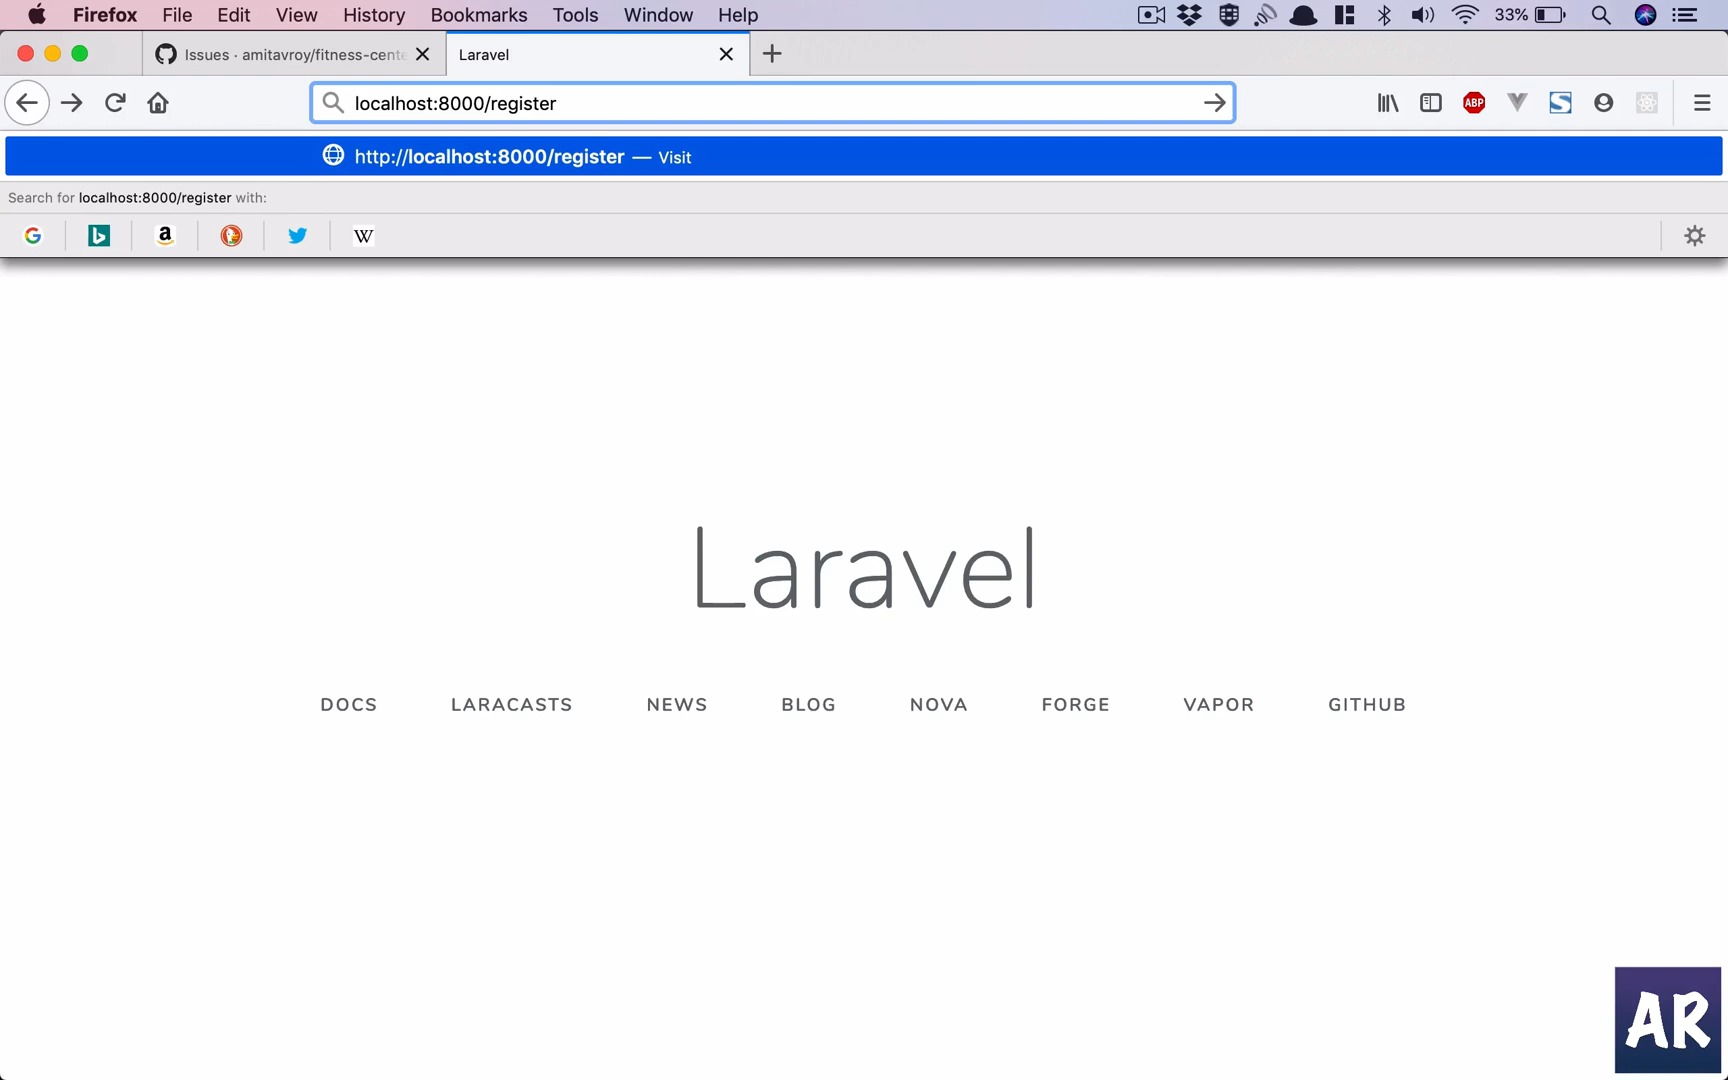 Firefox File Edit View History Bookmarks Tools Window Help 33%
Issues · amitavroy/fitness-cente Laravel
localhost:8000/register ABP
http://localhost:8000/register — Visit
Search for localhost:8000/register with:
Laravel
DOCS LARACASTS NEWS BLOG NOVA FORGE VAPOR GITHUB
AR